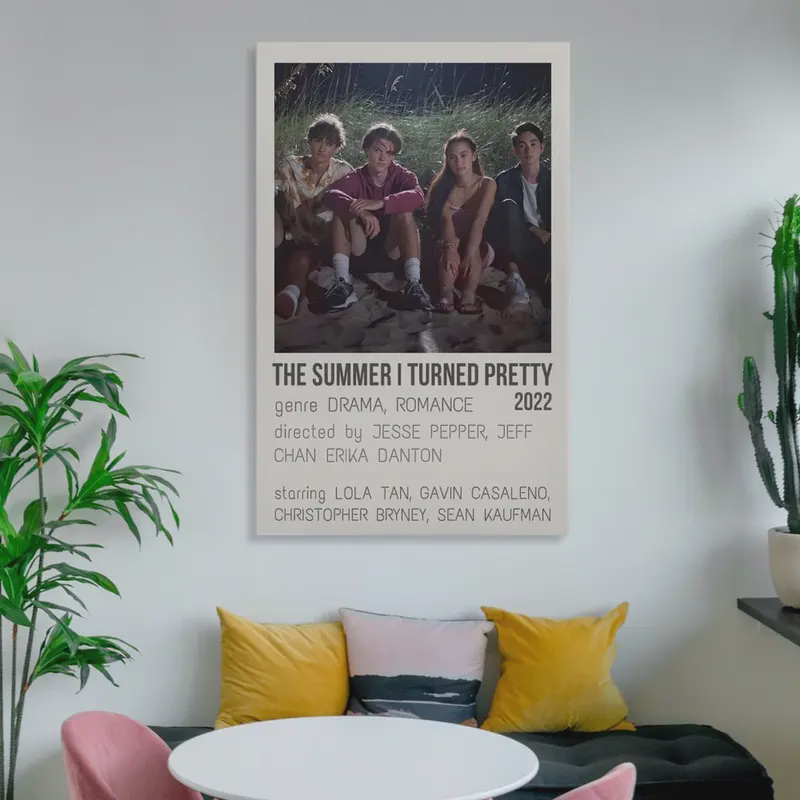 THE SUMMER I TURNED PRETTY
genre DRAMA, ROMANCE 2022
directed by JESSE PEPPER, JEFF
CHAN ERIKA DANTON
starring LOLA TAN, GAVIN CASALENO,
CHRISTOPHER BRYNEY, SEAN KAUFMAN